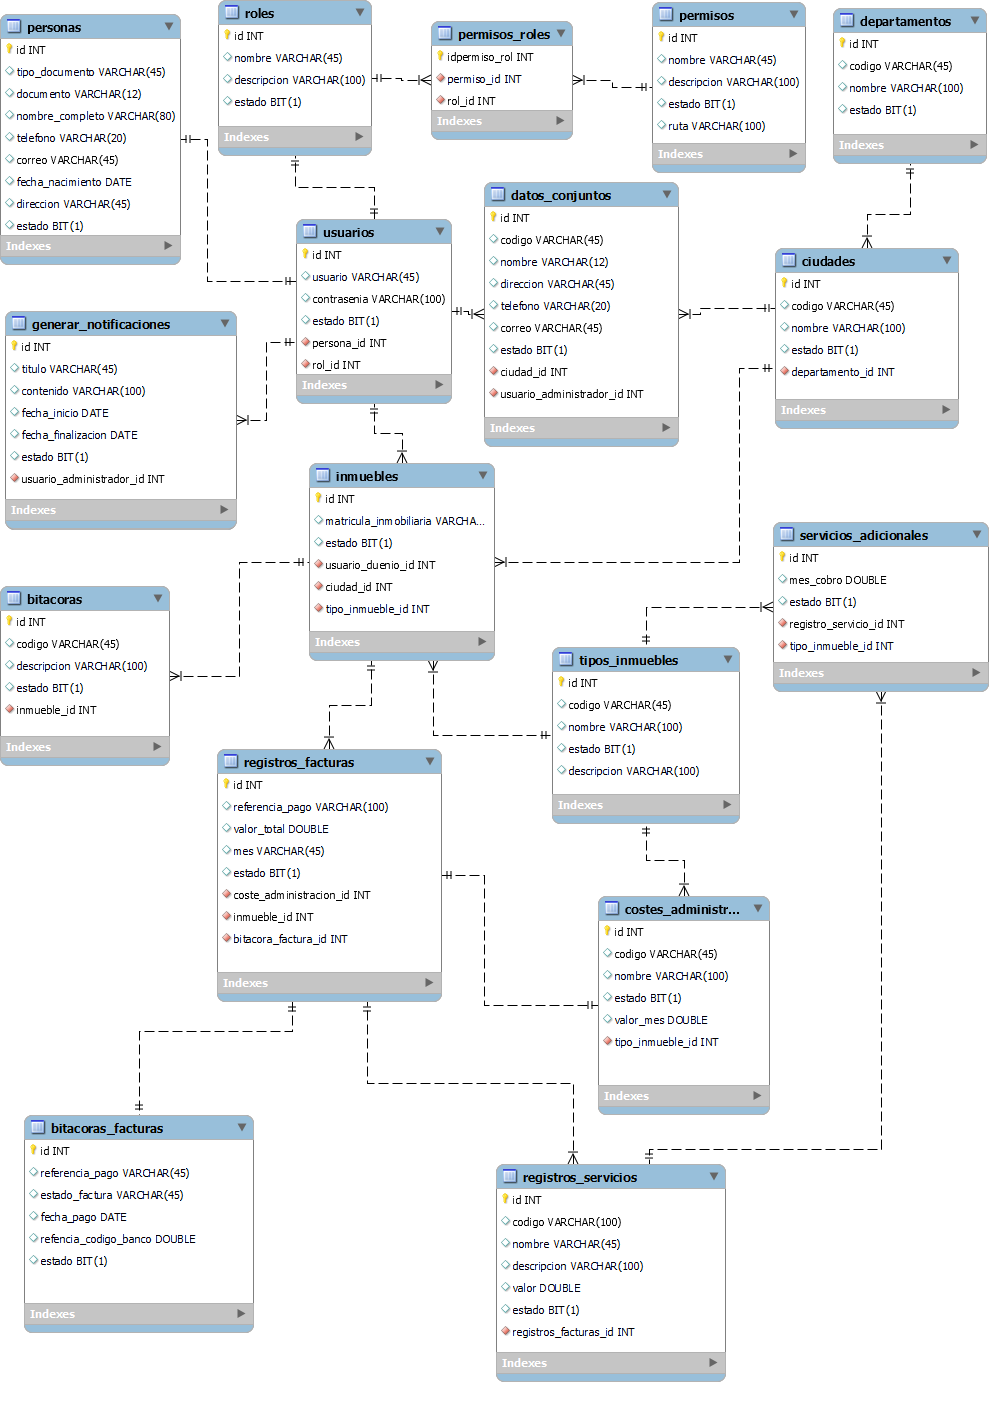 personas
id INT
tipo_documento VARCHAR(45)
documento VARCHAR(12)
nombre_completo VARCHAR(80)
telefono VARCHAR(20)
correo VARCHAR(45)
fecha_nacimiento DATE
direccion VARCHAR(45)
estado BIT(1)
Indexes
roles
id INT
nombre VARCHAR(45)
descripcion VARCHAR(100)
estado BIT(1)
Indexes
permisos_roles
idpermiso_rol INT
permiso_id INT
rol_id INT
Indexes
permisos
id INT
nombre VARCHAR(45)
descripcion VARCHAR(100)
estado BIT(1)
ruta VARCHAR(100)
Indexes
departamentos
id INT
codigo VARCHAR(45)
nombre VARCHAR(100)
estado BIT(1)
Indexes
usuarios
id INT
usuario VARCHAR(45)
contrasenia VARCHAR(100)
estado BIT(1)
persona_id INT
rol_id INT
Indexes
datos_conjuntos
id INT
codigo VARCHAR(45)
nombre VARCHAR(12)
direccion VARCHAR(45)
telefono VARCHAR(20)
correo VARCHAR(45)
estado BIT(1)
ciudad_id INT
usuario_administrador_id INT
Indexes
ciudades
id INT
codigo VARCHAR(45)
nombre VARCHAR(100)
estado BIT(1)
departamento_id INT
Indexes
generar_notificaciones
id INT
titulo VARCHAR(45)
contenido VARCHAR(100)
fecha_inicio DATE
fecha_finalizacion DATE
estado BIT(1)
usuario_administrador_id INT
Indexes
inmuebles
id INT
matricula_inmobiliaria VARCHA...
estado BIT(1)
usuario_duenio_id INT
ciudad_id INT
tipo_inmueble_id INT
Indexes
servicios_adicionales
id INT
mes_cobro DOUBLE
estado BIT(1)
registro_servicio_id INT
tipo_inmueble_id INT
Indexes
bitacoras
id INT
codigo VARCHAR(45)
descripcion VARCHAR(100)
estado BIT(1)
inmueble_id INT
Indexes
tipos_inmuebles
id INT
codigo VARCHAR(45)
nombre VARCHAR(100)
estado BIT(1)
descripcion VARCHAR(100)
Indexes
registros_facturas
id INT
referencia_pago VARCHAR(100)
valor_total DOUBLE
mes VARCHAR(45)
estado BIT(1)
coste_administracion_id INT
inmueble_id INT
bitacora_factura_id INT
Indexes
costes_administr...
id INT
codigo VARCHAR(45)
nombre VARCHAR(100)
estado BIT(1)
valor_mes DOUBLE
tipo_inmueble_id INT
Indexes
bitacoras_facturas
id INT
referencia_pago VARCHAR(45)
estado_factura VARCHAR(45)
fecha_pago DATE
refencia_codigo_banco DOUBLE
estado BIT(1)
Indexes
registros_servicios
id INT
codigo VARCHAR(100)
nombre VARCHAR(45)
descripcion VARCHAR(100)
valor DOUBLE
estado BIT(1)
registros_facturas_id INT
Indexes